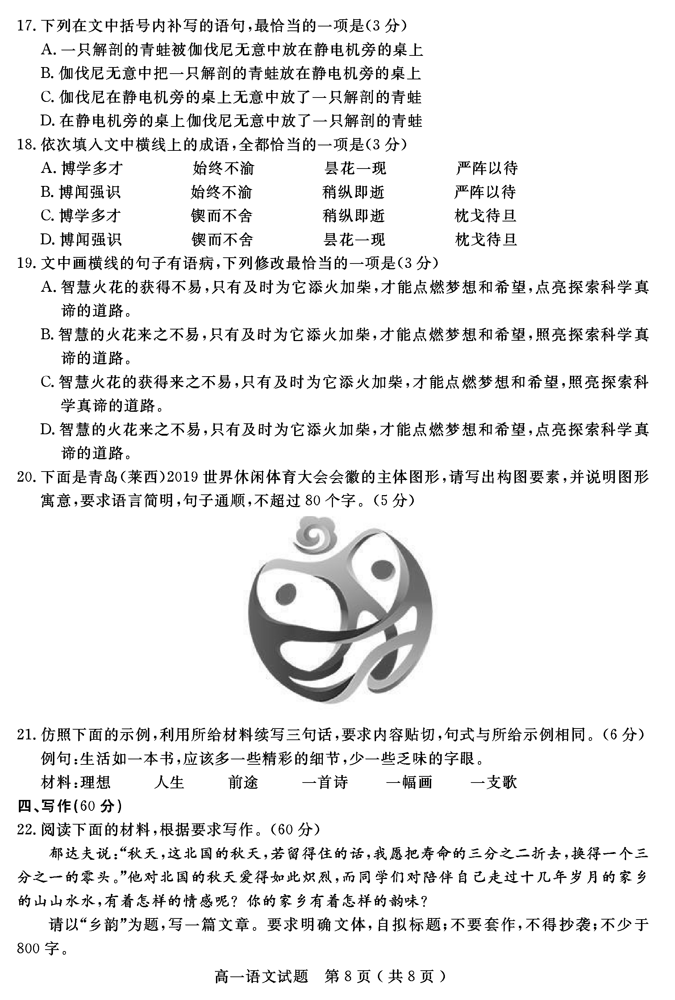 17. 下列在文中括号内补写的语句,最恰当的一项是(3 分)
A. 一只解剖的青蛙被伽伐尼无意中放在静电机旁的桌上
B. 伽伐尼无意中把一只解剖的青蛙放在静电机旁的桌上
C. 伽伐尼在静电机旁的桌上无意中放了一只解剖的青蛙
D. 在静电机旁的桌上伽伐尼无意中放了一只解剖的青蛙
18. 依次填入文中横线上的成语,全都恰当的一项是(3 分)
A. 博学多才 始终不渝 昙花一现 严阵以待
B. 博闻强识 始终不渝 稍纵即逝 严阵以待
C. 博学多才 锲而不舍 稍纵即逝 枕戈待旦
D. 博闻强识 锲而不舍 昙花一现 枕戈待旦
19. 文中画横线的句子有语病,下列修改最恰当的一项是(3 分)
A. 智慧火花的获得不易,只有及时为它添火加柴,才能点燃梦想和希望,点亮探索科学真
谛的道路。
B. 智慧的火花来之不易,只有及时为它添火加柴,才能点燃梦想和希望,照亮探索科学真
谛的道路。
C. 智慧火花的获得来之不易,只有及时为它添火加柴,才能点燃梦想和希望,照亮探索科
学真谛的道路。
D. 智慧的火花来之不易,只有及时为它添火加柴,才能点燃梦想和希望,点亮探索科学真
谛的道路。
20. 下面是青岛(莱西)2019 世界休闲体育大会会徽的主体图形,请写出构图要素,并说明图形
寓意,要求语言简明,句子通顺,不超过 80 个字。(5 分)
21. 仿照下面的示例,利用所给材料续写三句话,要求内容贴切,句式与所给示例相同。(6 分)
例句:生活如一本书,应该多一些精彩的细节,少一些乏味的字眼。
材料:理想 人生 前途 一首诗 一幅画 一支歌
四、写作(60 分)
22. 阅读下面的材料,根据要求写作。(60 分)
郁达夫说:“秋天,这北国的秋天,若留得住的话,我愿把寿命的三分之二折去,换得一个三
分之一的零头。”他对北国的秋天爱得如此炽烈,而同学们对陪伴自己走过十几年岁月的家乡
的山山水水,有着怎样的情感呢? 你的家乡有着怎样的韵味?
请以“乡韵”为题,写一篇文章。要求明确文体,自拟标题;不要套作,不得抄袭;不少于
800 字。
高一语文试题 第 8 页 ( 共 8 页 )